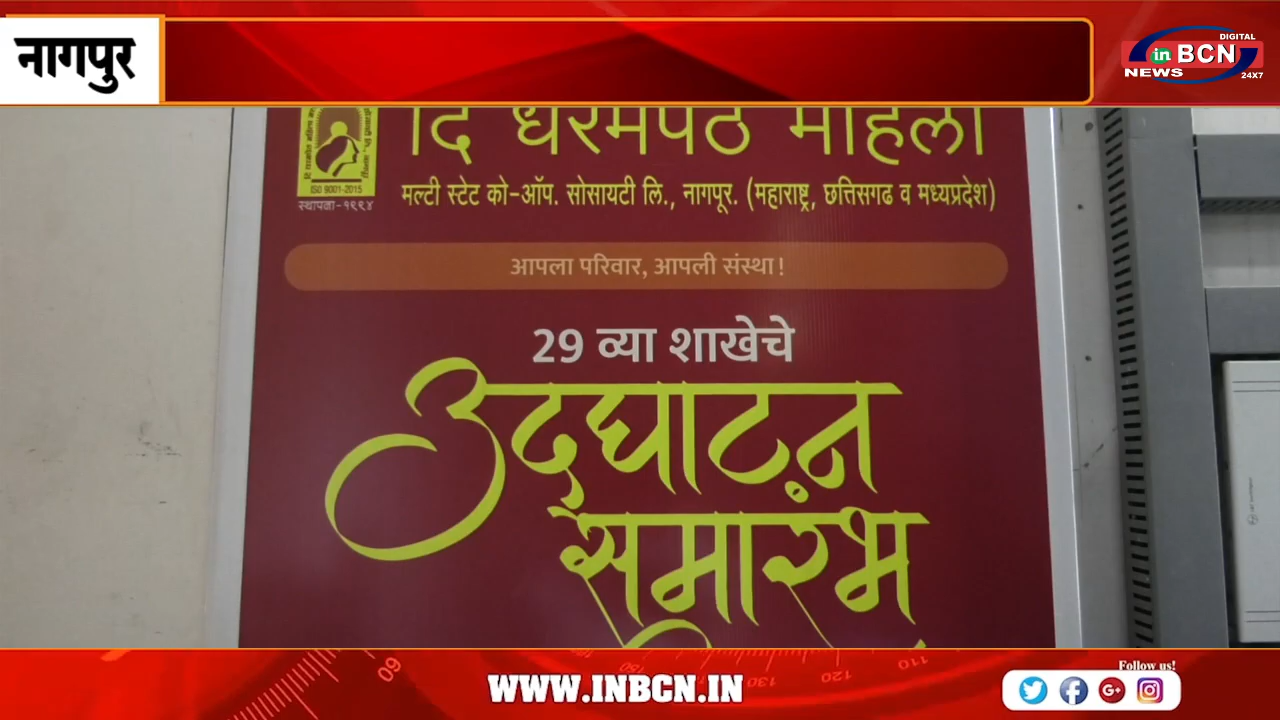 नागपुर
DIGITAL
in BCN
NEWS 24X7
दि धरमपेठ महिला
ISO 9001-2015
स्थापना-१९९४
मल्टी स्टेट को-ऑप. सोसायटी लि., नागपूर. (महाराष्ट्र, छत्तिसगढ व मध्यप्रदेश)
आपला परिवार, आपली संस्था!
29 व्या शाखेचे
उद्घाटन
समारंभ
WWW.INBCN.IN
Follow us!